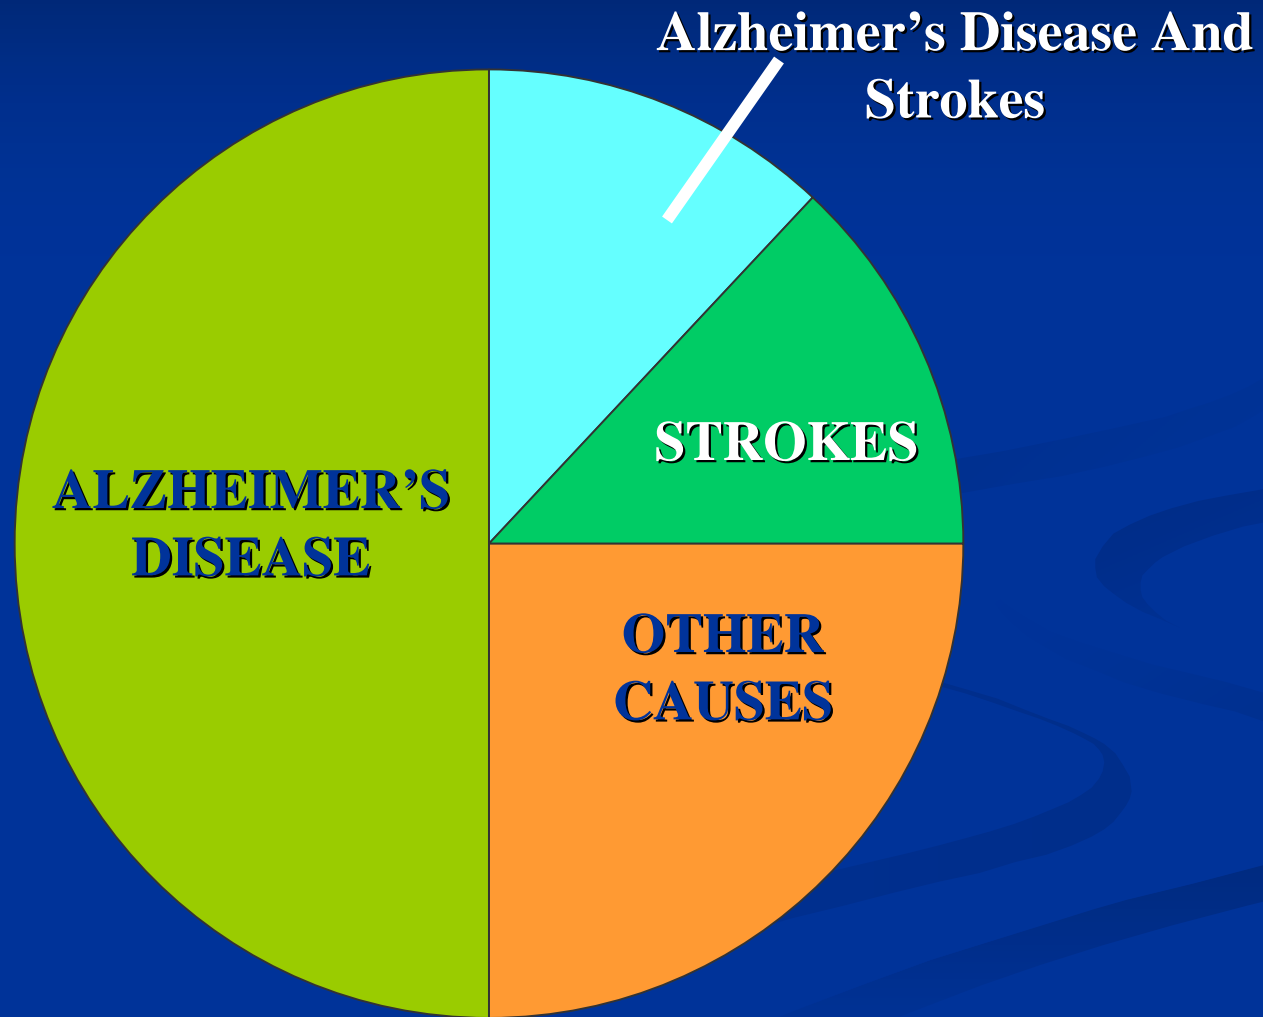 Alzheimer’s Disease And
Strokes
STROKES
ALZHEIMER’S
DISEASE
OTHER
CAUSES